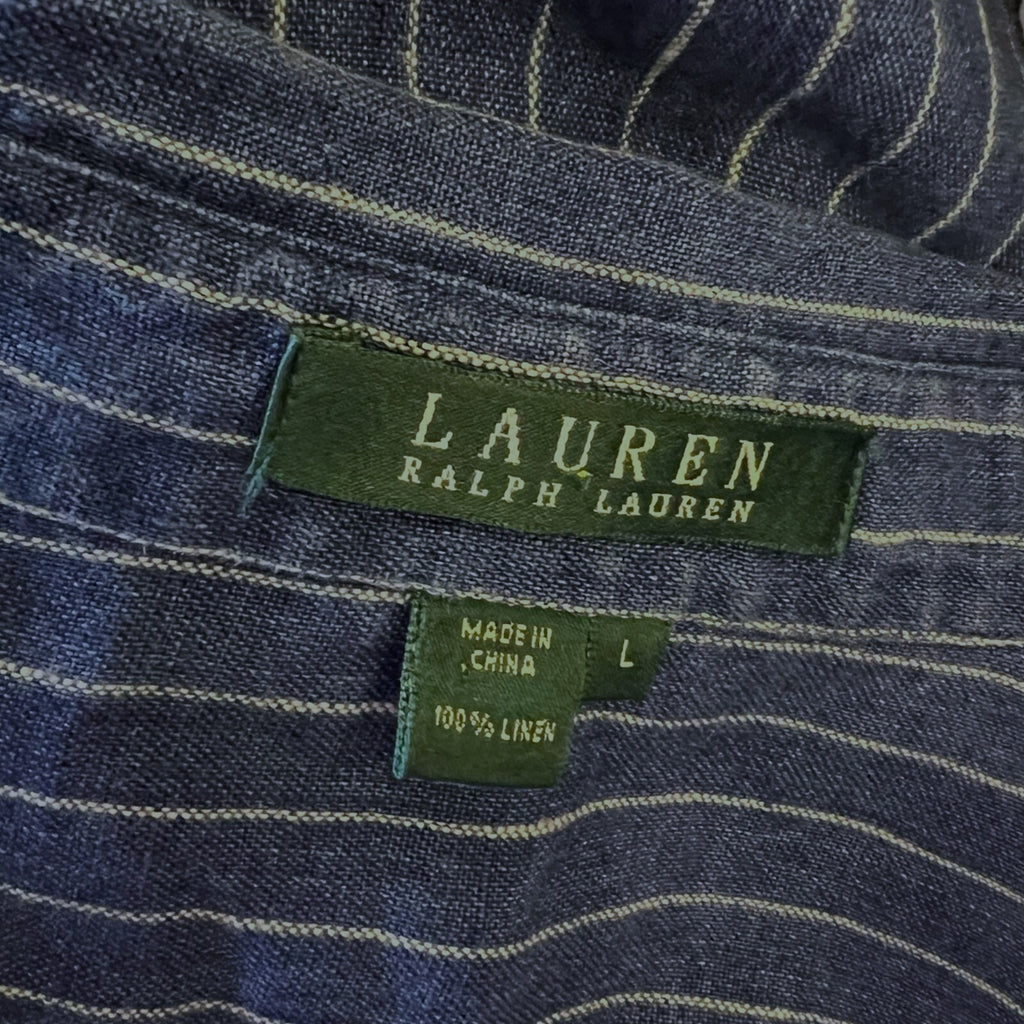 LAUREN
RALPH LAUREN
MADE IN
CHINA
L
100% LINEN